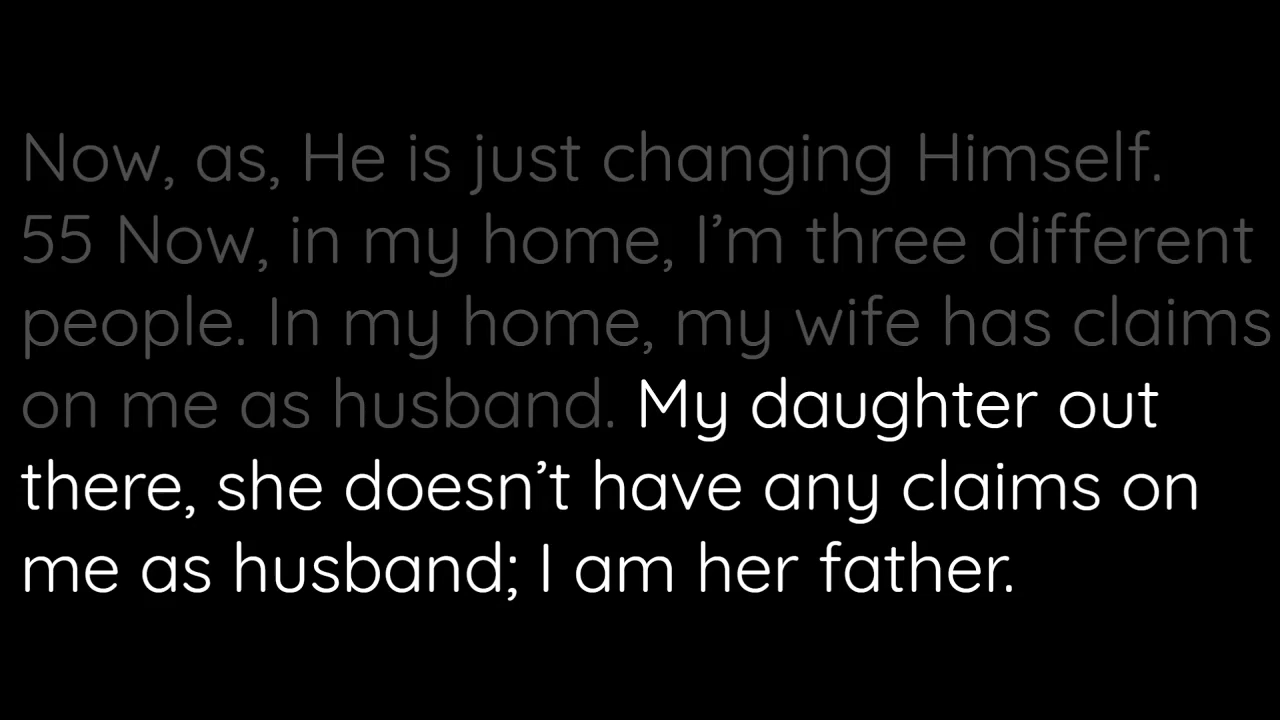 Now, as, He is just changing Himself.
55 Now, in my home, I’m three different
people. In my home, my wife has claims
on me as husband. My daughter out
there, she doesn’t have any claims on
me as husband; I am her father.